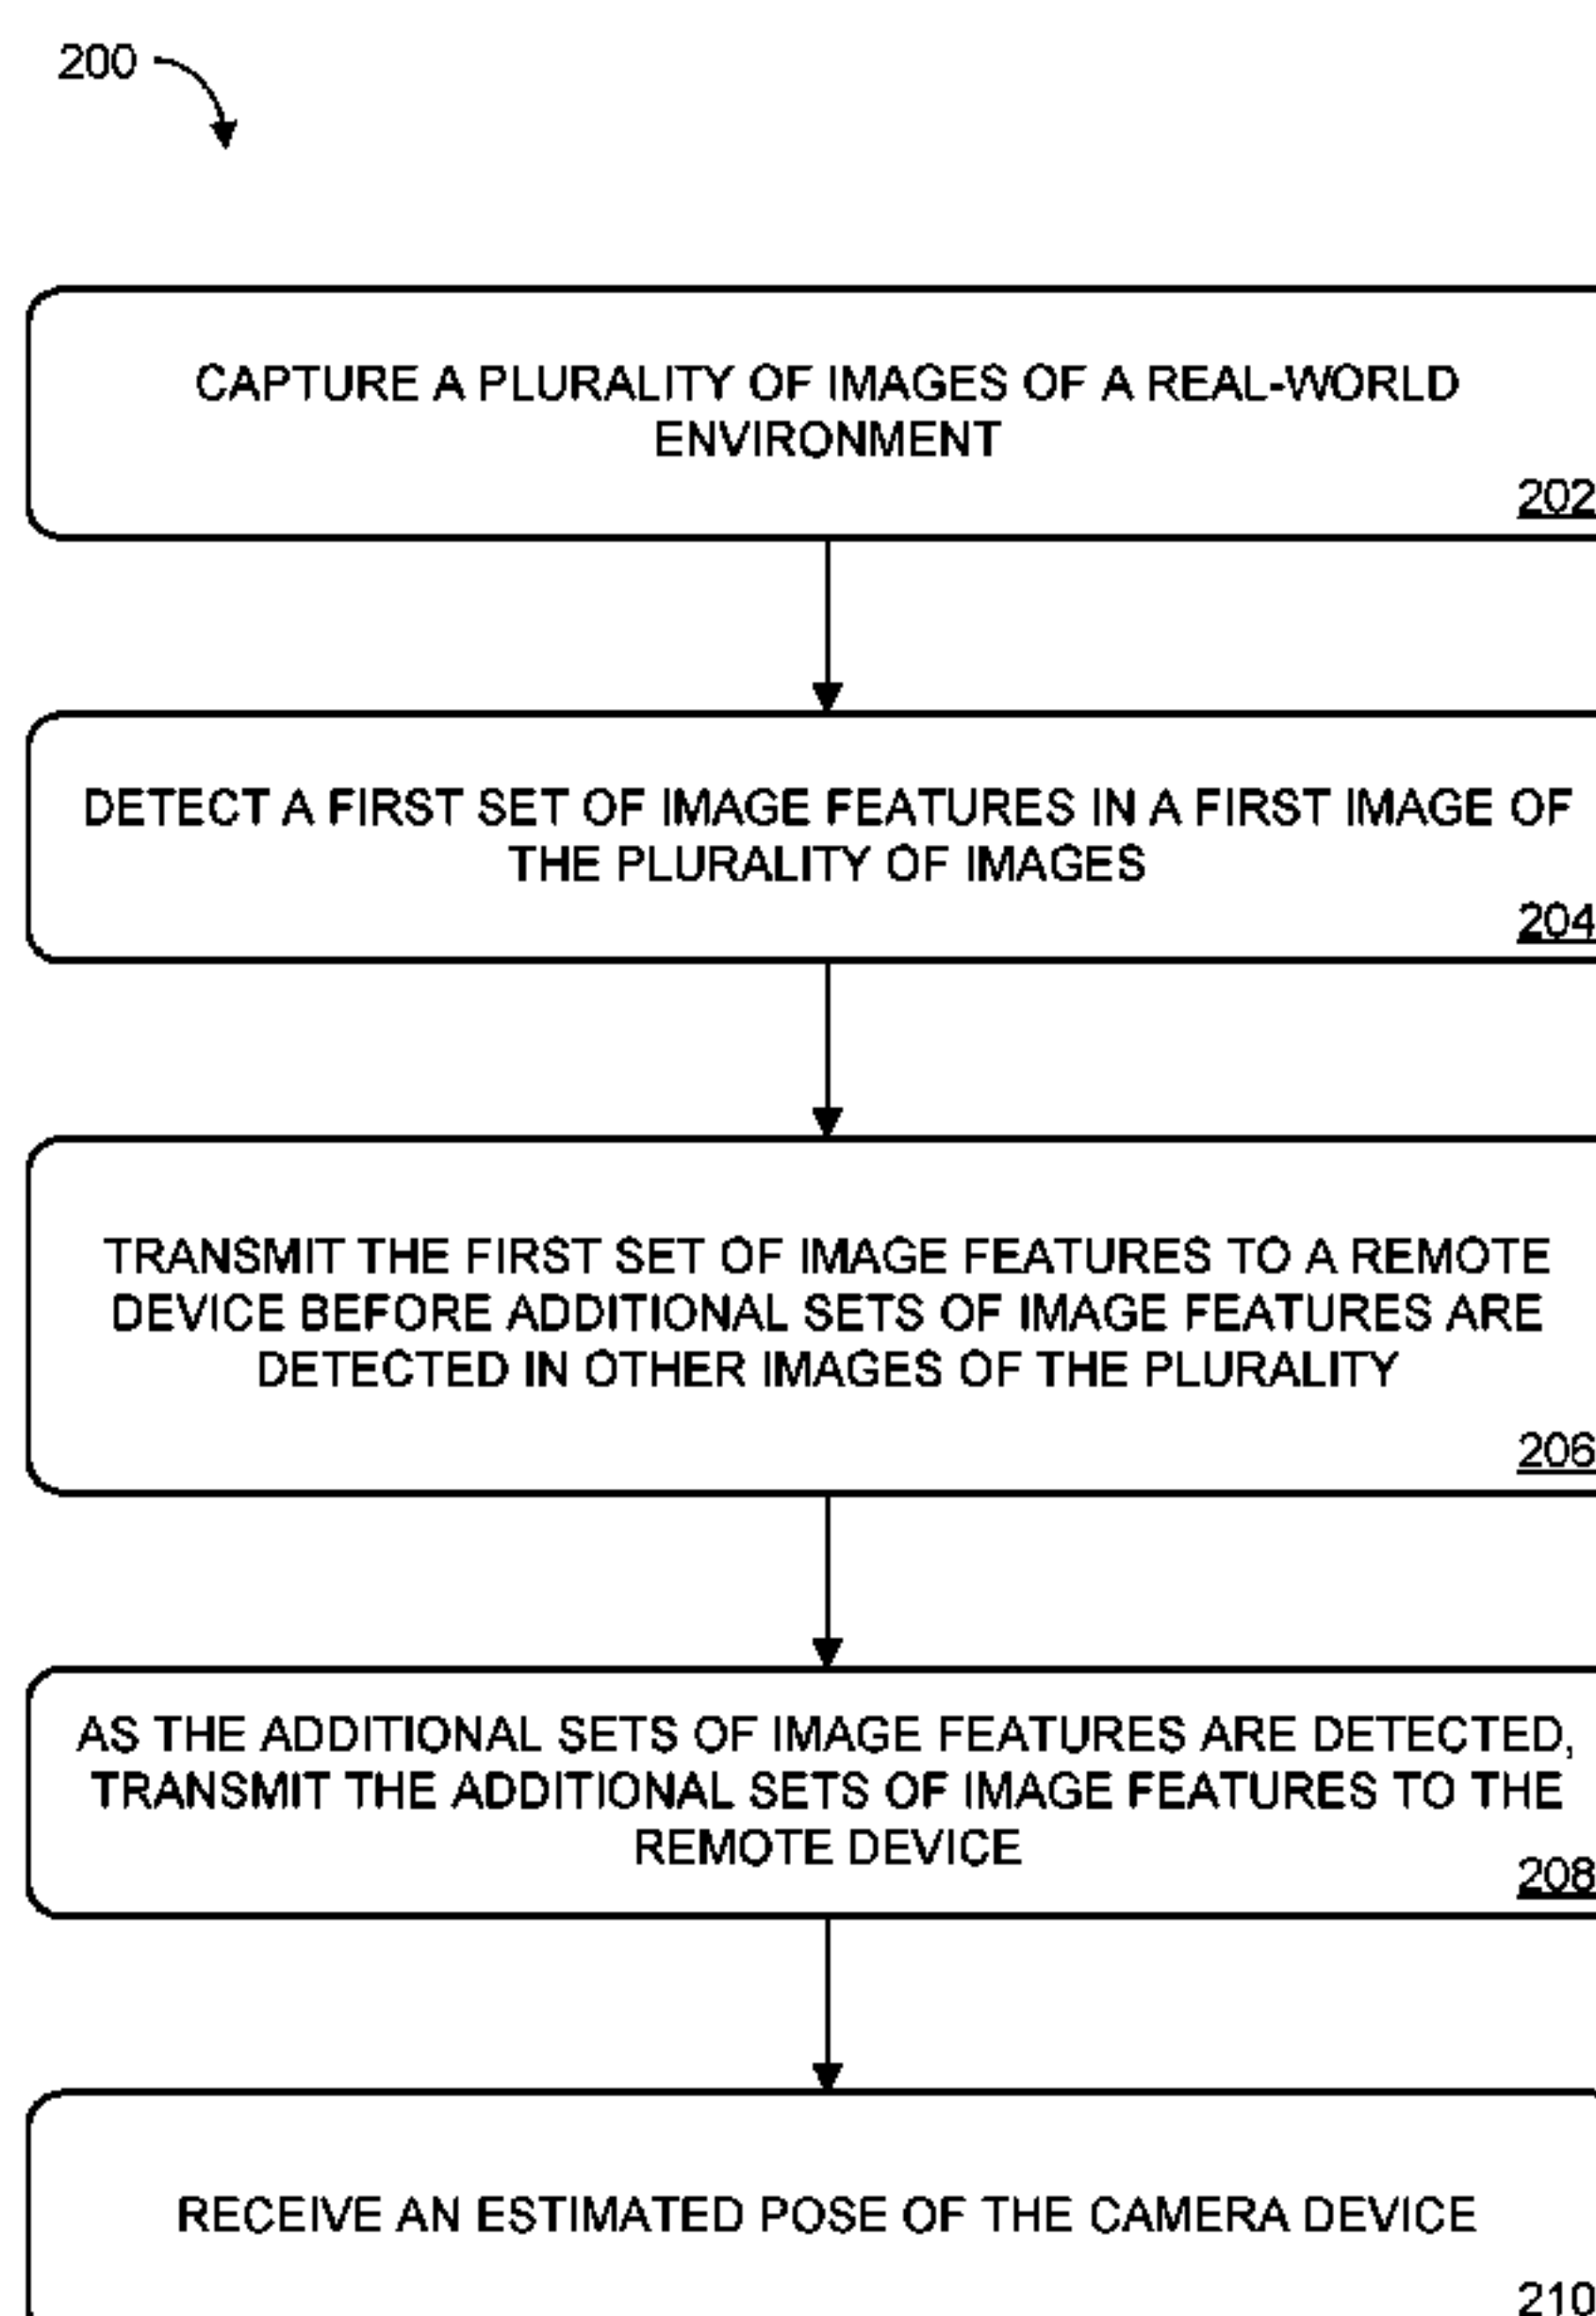 200
CAPTURE A PLURALITY OF IMAGES OF A REAL-WORLD
ENVIRONMENT
202
DETECT A FIRST SET OF IMAGE FEATURES IN A FIRST IMAGE OF
THE PLURALITY OF IMAGES
204
TRANSMIT THE FIRST SET OF IMAGE FEATURES TO A REMOTE
DEVICE BEFORE ADDITIONAL SETS OF IMAGE FEATURES ARE
DETECTED IN OTHER IMAGES OF THE PLURALITY
206
AS THE ADDITIONAL SETS OF IMAGE FEATURES ARE DETECTED,
TRANSMIT THE ADDITIONAL SETS OF IMAGE FEATURES TO THE
REMOTE DEVICE
208
RECEIVE AN ESTIMATED POSE OF THE CAMERA DEVICE
210